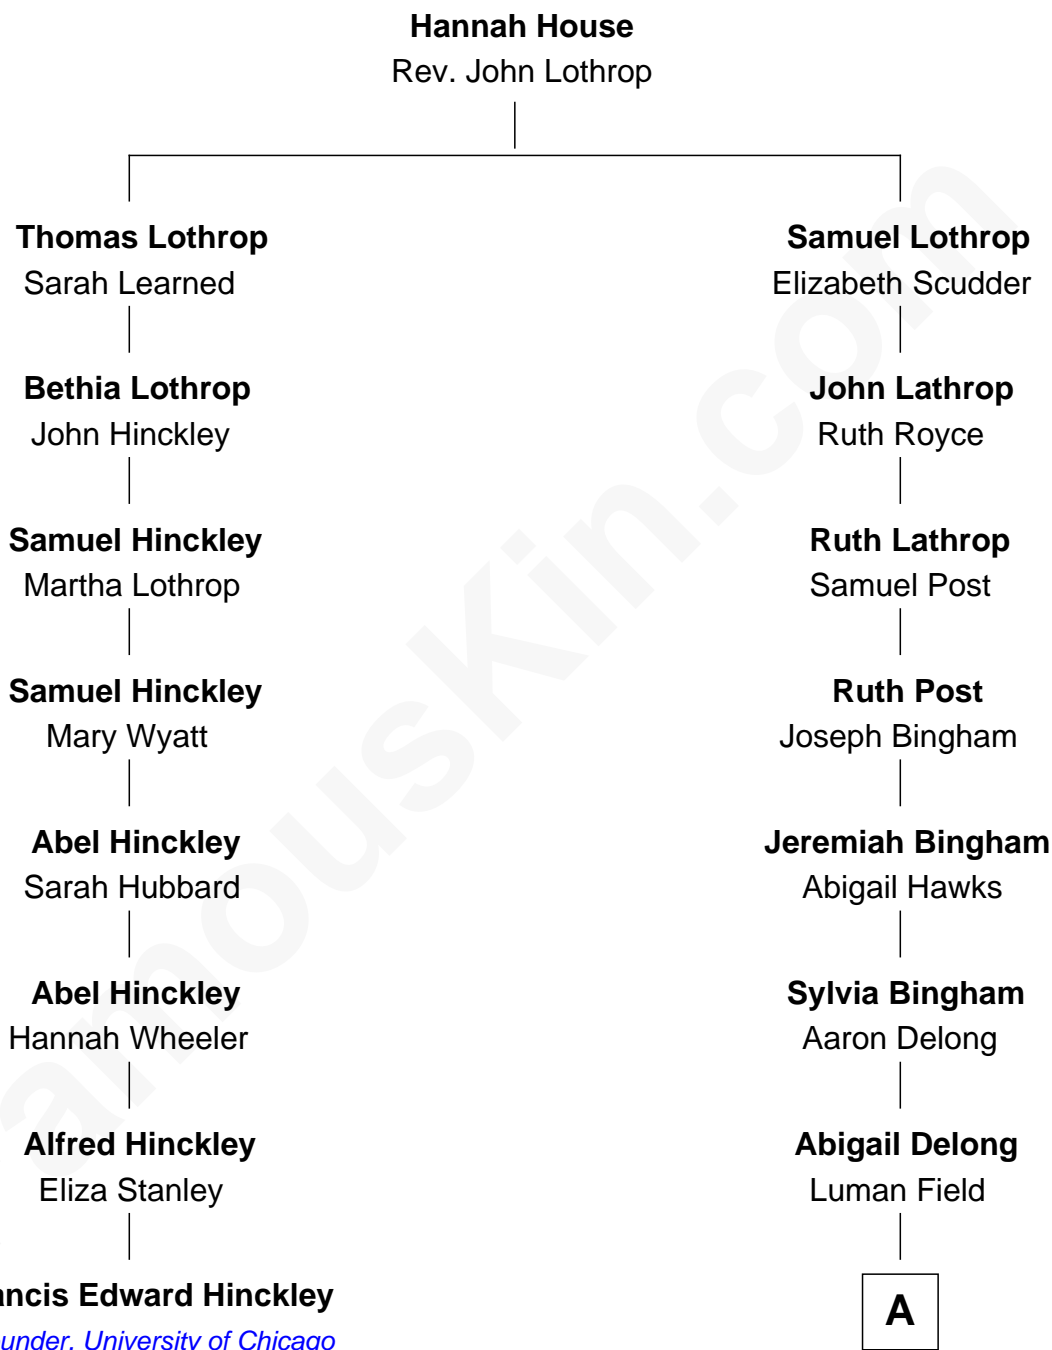 Hannah House
Rev. John Lothrop
Thomas Lothrop
Sarah Learned
Samuel Lothrop
Elizabeth Scudder
Bethia Lothrop
John Hinckley
John Lathrop
Ruth Royce
Samuel Hinckley
Martha Lothrop
Ruth Lathrop
Samuel Post
Samuel Hinckley
Mary Wyatt
Ruth Post
Joseph Bingham
Abel Hinckley
Sarah Hubbard
Jeremiah Bingham
Abigail Hawks
Abel Hinckley
Hannah Wheeler
Sylvia Bingham
Aaron Delong
Alfred Hinckley
Eliza Stanley
Abigail Delong
Luman Field
ancis Edward Hinckley
ounder, University of Chicago
A
amousKin.com